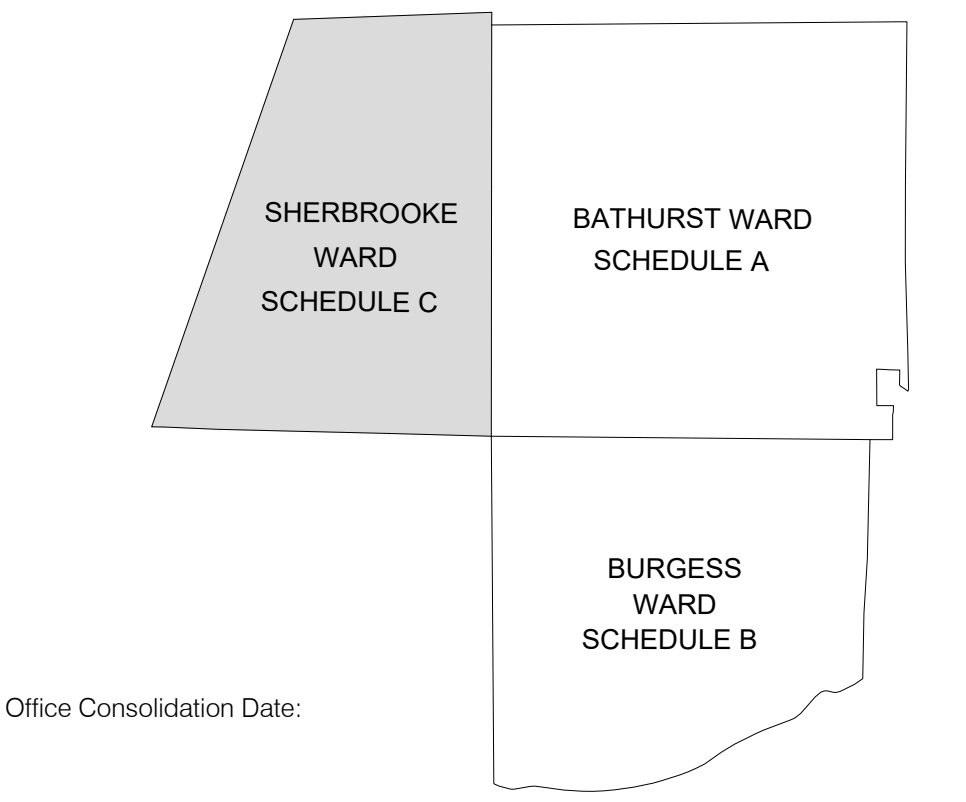 SHERBROOKE
WARD
SCHEDULE C
BATHURST WARD
SCHEDULE A
BURGESS
WARD
SCHEDULE B
Office Consolidation Date: